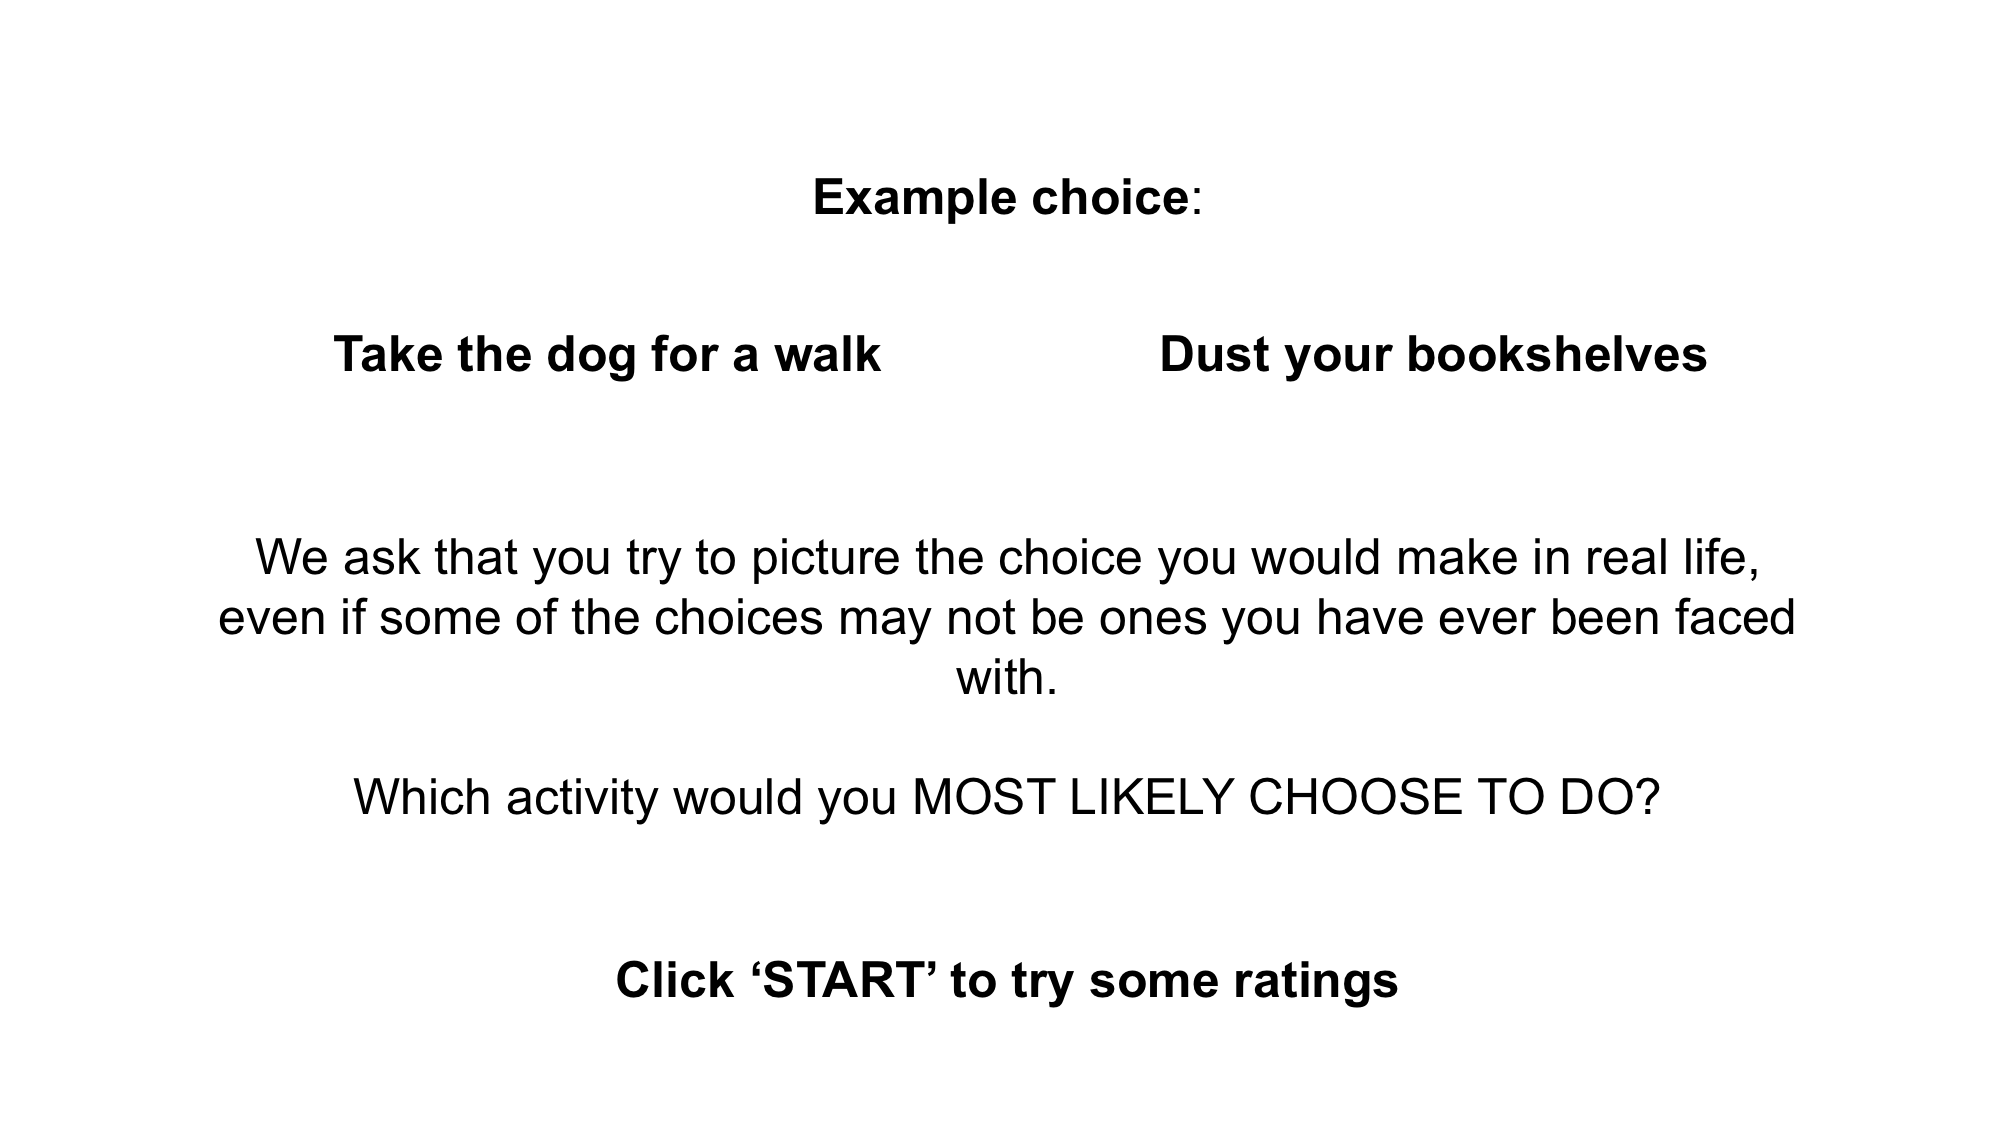 Example choice:
Take the dog for a walk
Dust your bookshelves
We ask that you try to picture the choice you would make in real life,
even if some of the choices may not be ones you have ever been faced
with.
Which activity would you MOST LIKELY CHOOSE TO DO?
Click ‘START’ to try some ratings